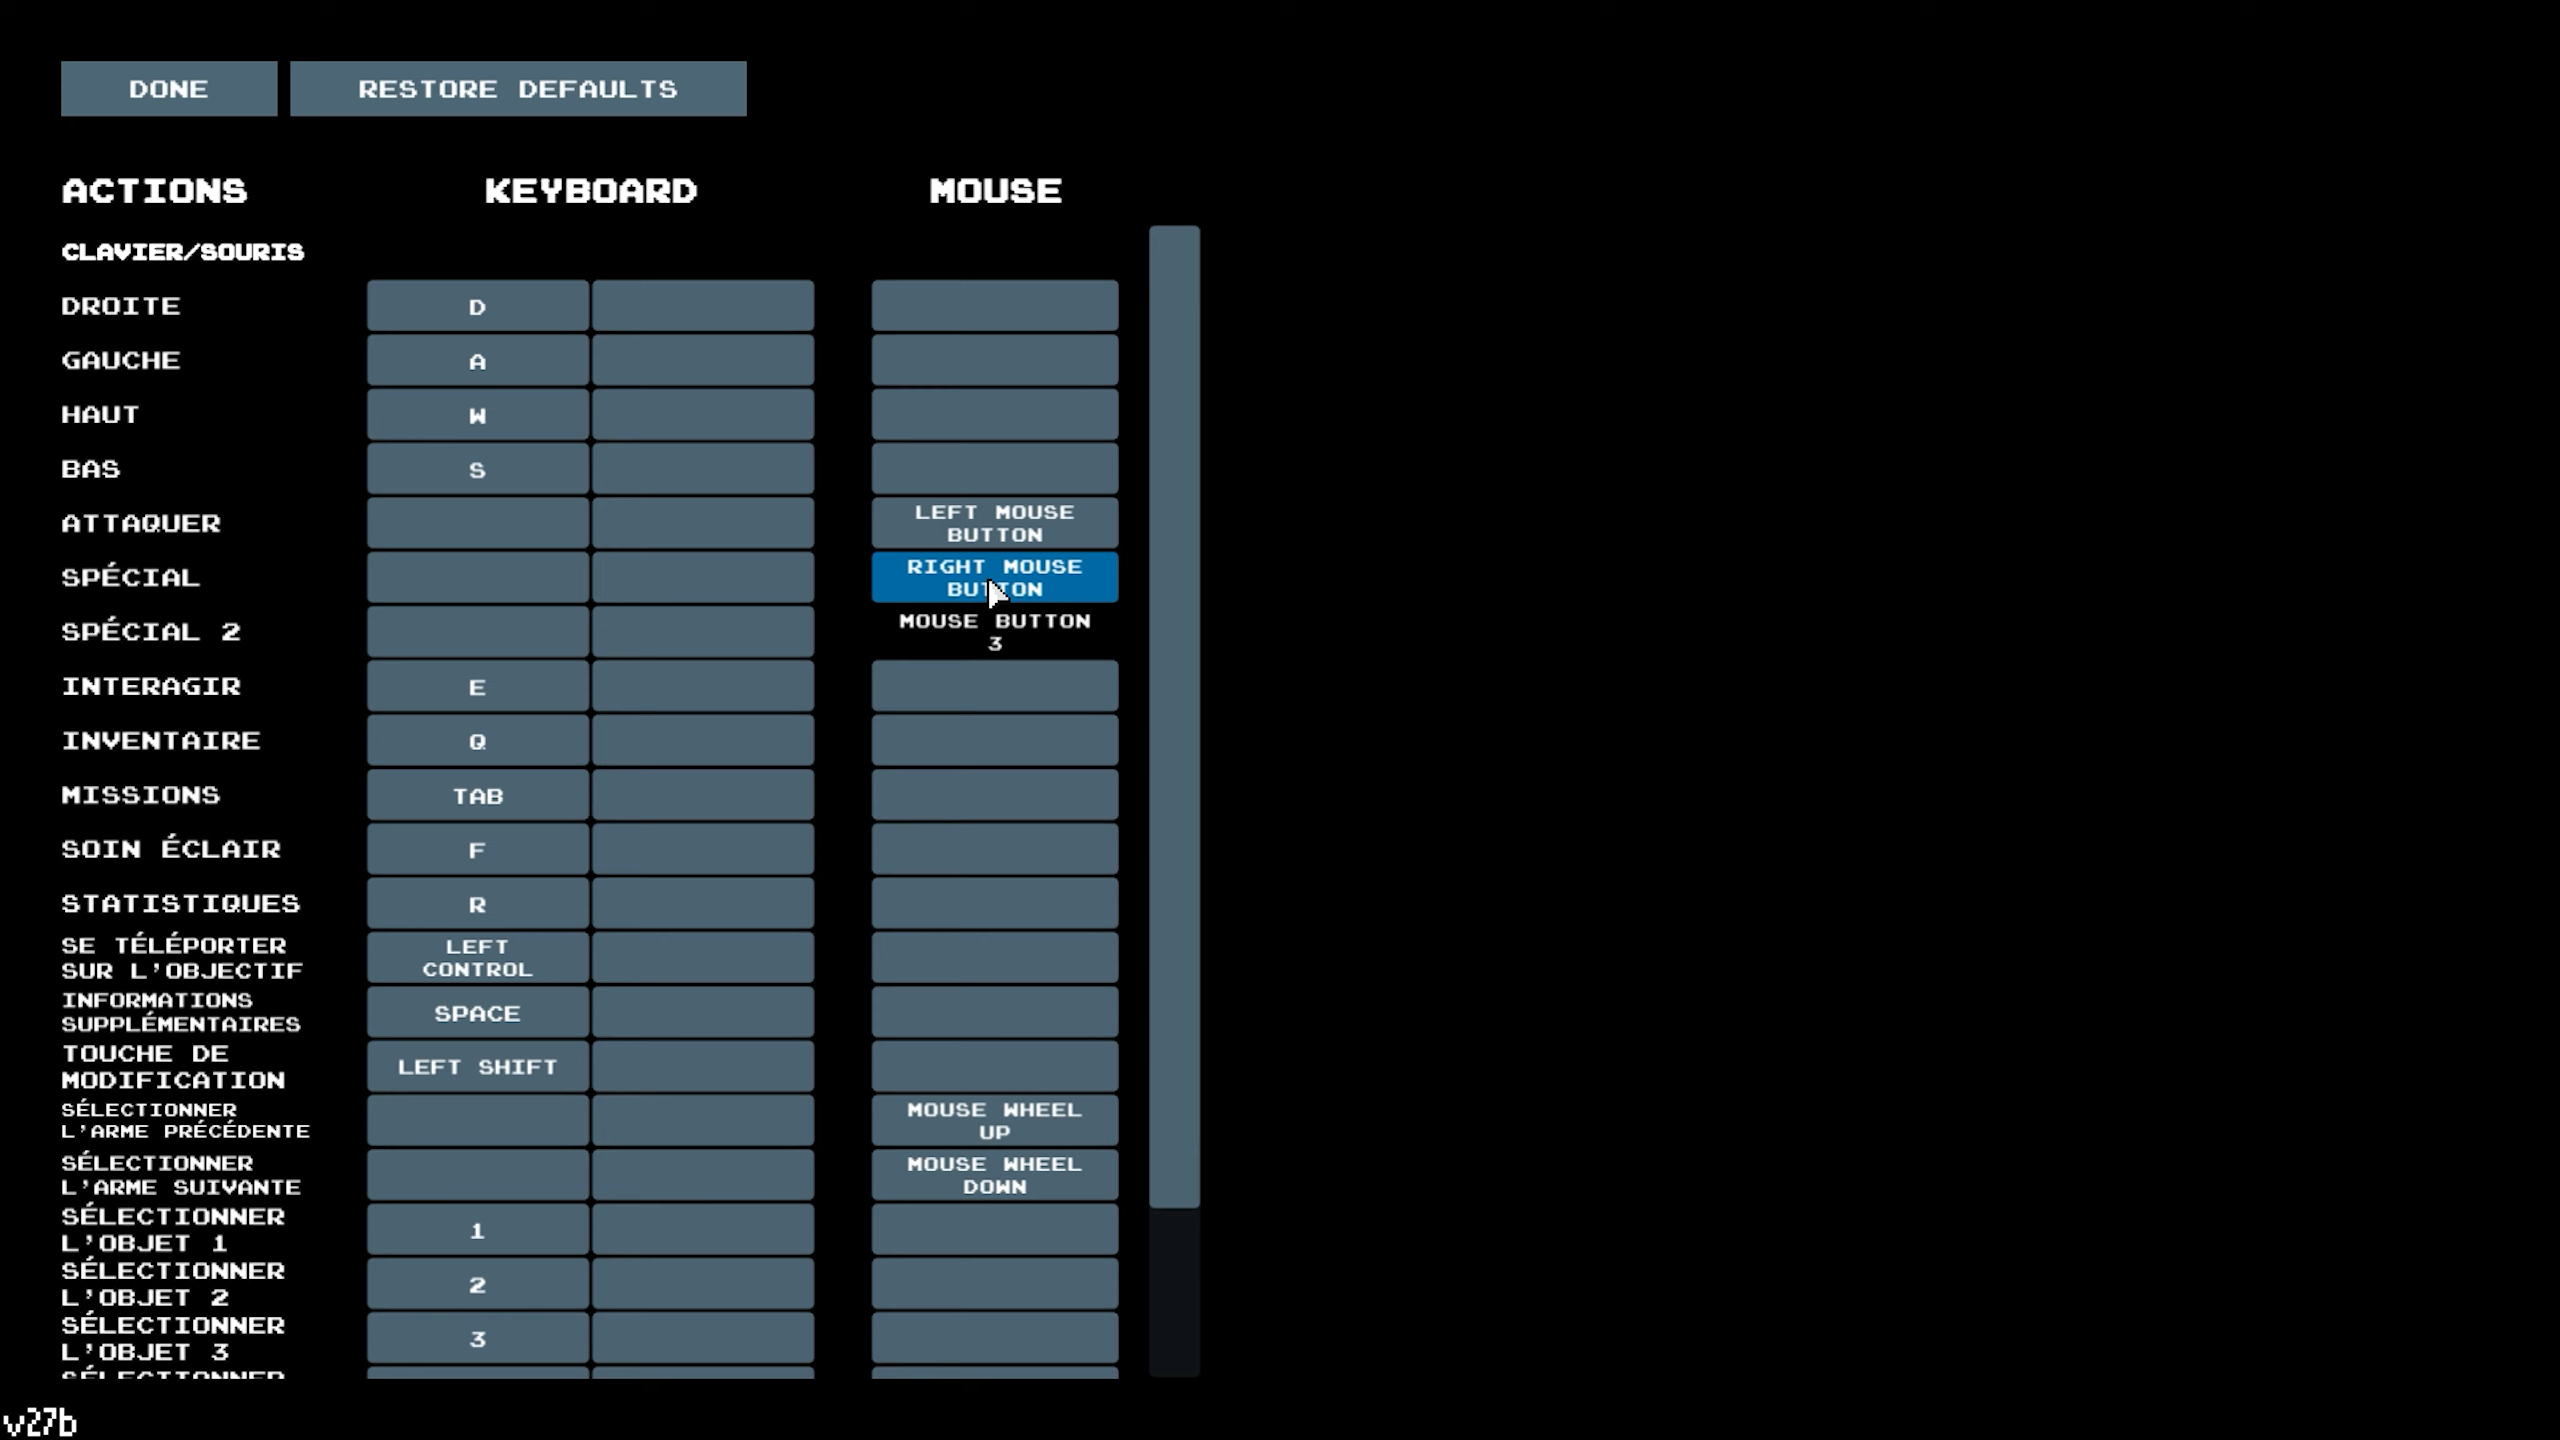 DONE RESTORE DEFAULTS
ACTIONS KEYBOARD MOUSE
CLAVIER/SOURIS
DROITE D
GAUCHE A
HAUT W
BAS S
ATTAQUER LEFT MOUSE
BUTTON
SPÉCIAL RIGHT MOUSE
BUTTON
SPÉCIAL 2 MOUSE BUTTON
3
INTERAGIR E
INVENTAIRE Q
MISSIONS TAB
SOIN ÉCLAIR F
STATISTIQUES R
SE TÉLÉPORTER LEFT
SUR L'OBJECTIF CONTROL
INFORMATIONS
SUPPLÉMENTAIRES SPACE
TOUCHE DE
MODIFICATION LEFT SHIFT
SÉLECTIONNER MOUSE WHEEL
L'ARME PRÉCÉDENTE UP
SÉLECTIONNER MOUSE WHEEL
L'ARME SUIVANTE DOWN
SÉLECTIONNER
L'OBJET 1 1
SÉLECTIONNER
L'OBJET 2 2
SÉLECTIONNER
L'OBJET 3 3
SÉLECTIONNER
v27b